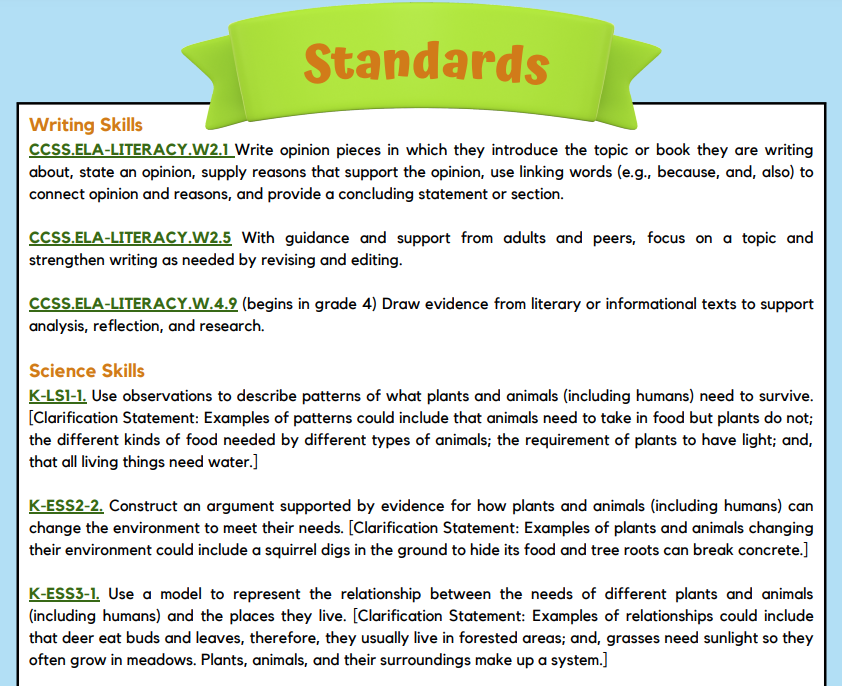 Standards
Writing Skills
CCSS.ELA-LITERACY.W2.1 Write opinion pieces in which they introduce the topic or book they are writing
about, state an opinion, supply reasons that support the opinion, use linking words (e.g., because, and, also) to
connect opinion and reasons, and provide a concluding statement or section.
CCSS.ELA-LITERACY.W2.5 With guidance and support from adults and peers, focus on a topic and
strengthen writing as needed by revising and editing.
CCSS.ELA-LITERACY.W.4.9 (begins in grade 4) Draw evidence from literary or informational texts to support
analysis, reflection, and research.
Science Skills
K-LS1-1. Use observations to describe patterns of what plants and animals (including humans) need to survive.
[Clarification Statement: Examples of patterns could include that animals need to take in food but plants do not;
the different kinds of food needed by different types of animals; the requirement of plants to have light; and,
that all living things need water.]
K-ESS2-2. Construct an argument supported by evidence for how plants and animals (including humans) can
change the environment to meet their needs. [Clarification Statement: Examples of plants and animals changing
their environment could include a squirrel digs in the ground to hide its food and tree roots can break concrete.]
K-ESS3-1. Use a model to represent the relationship between the needs of different plants and animals
(including humans) and the places they live. [Clarification Statement: Examples of relationships could include
that deer eat buds and leaves, therefore, they usually live in forested areas; and, grasses need sunlight so they
often grow in meadows. Plants, animals, and their surroundings make up a system.]